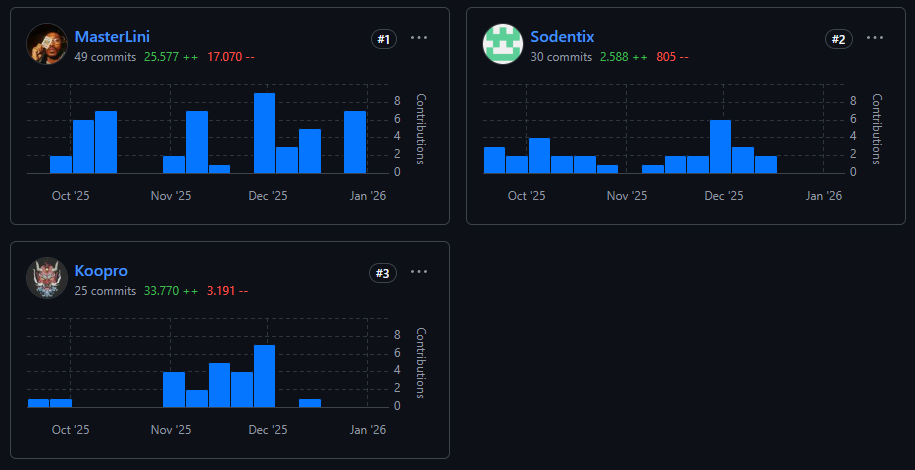 MasterLini
#1
49 commits 25.577 ++ 17.070 --
8
6
4
2
0
Contributions
Oct '25 Nov '25 Dec '25 Jan '26
Sodentix
#2
30 commits 2.588 ++ 805 --
8
6
4
2
0
Contributions
Oct '25 Nov '25 Dec '25 Jan '26
Koopro
#3
25 commits 33.770 ++ 3.191 --
8
6
4
2
0
Contributions
Oct '25 Nov '25 Dec '25 Jan '26